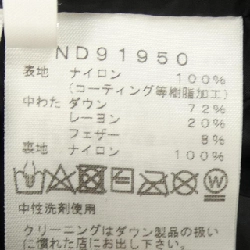 ND91950
表地 ナイロン 100%
(コーティング等樹脂加工)
中わた ダウン 72%
レーヨン 20%
フェザー 8%
裏地 ナイロン 100%
中性洗剤使用
クリーニングはダウン製品の扱い
に慣れた店にお出し下さい